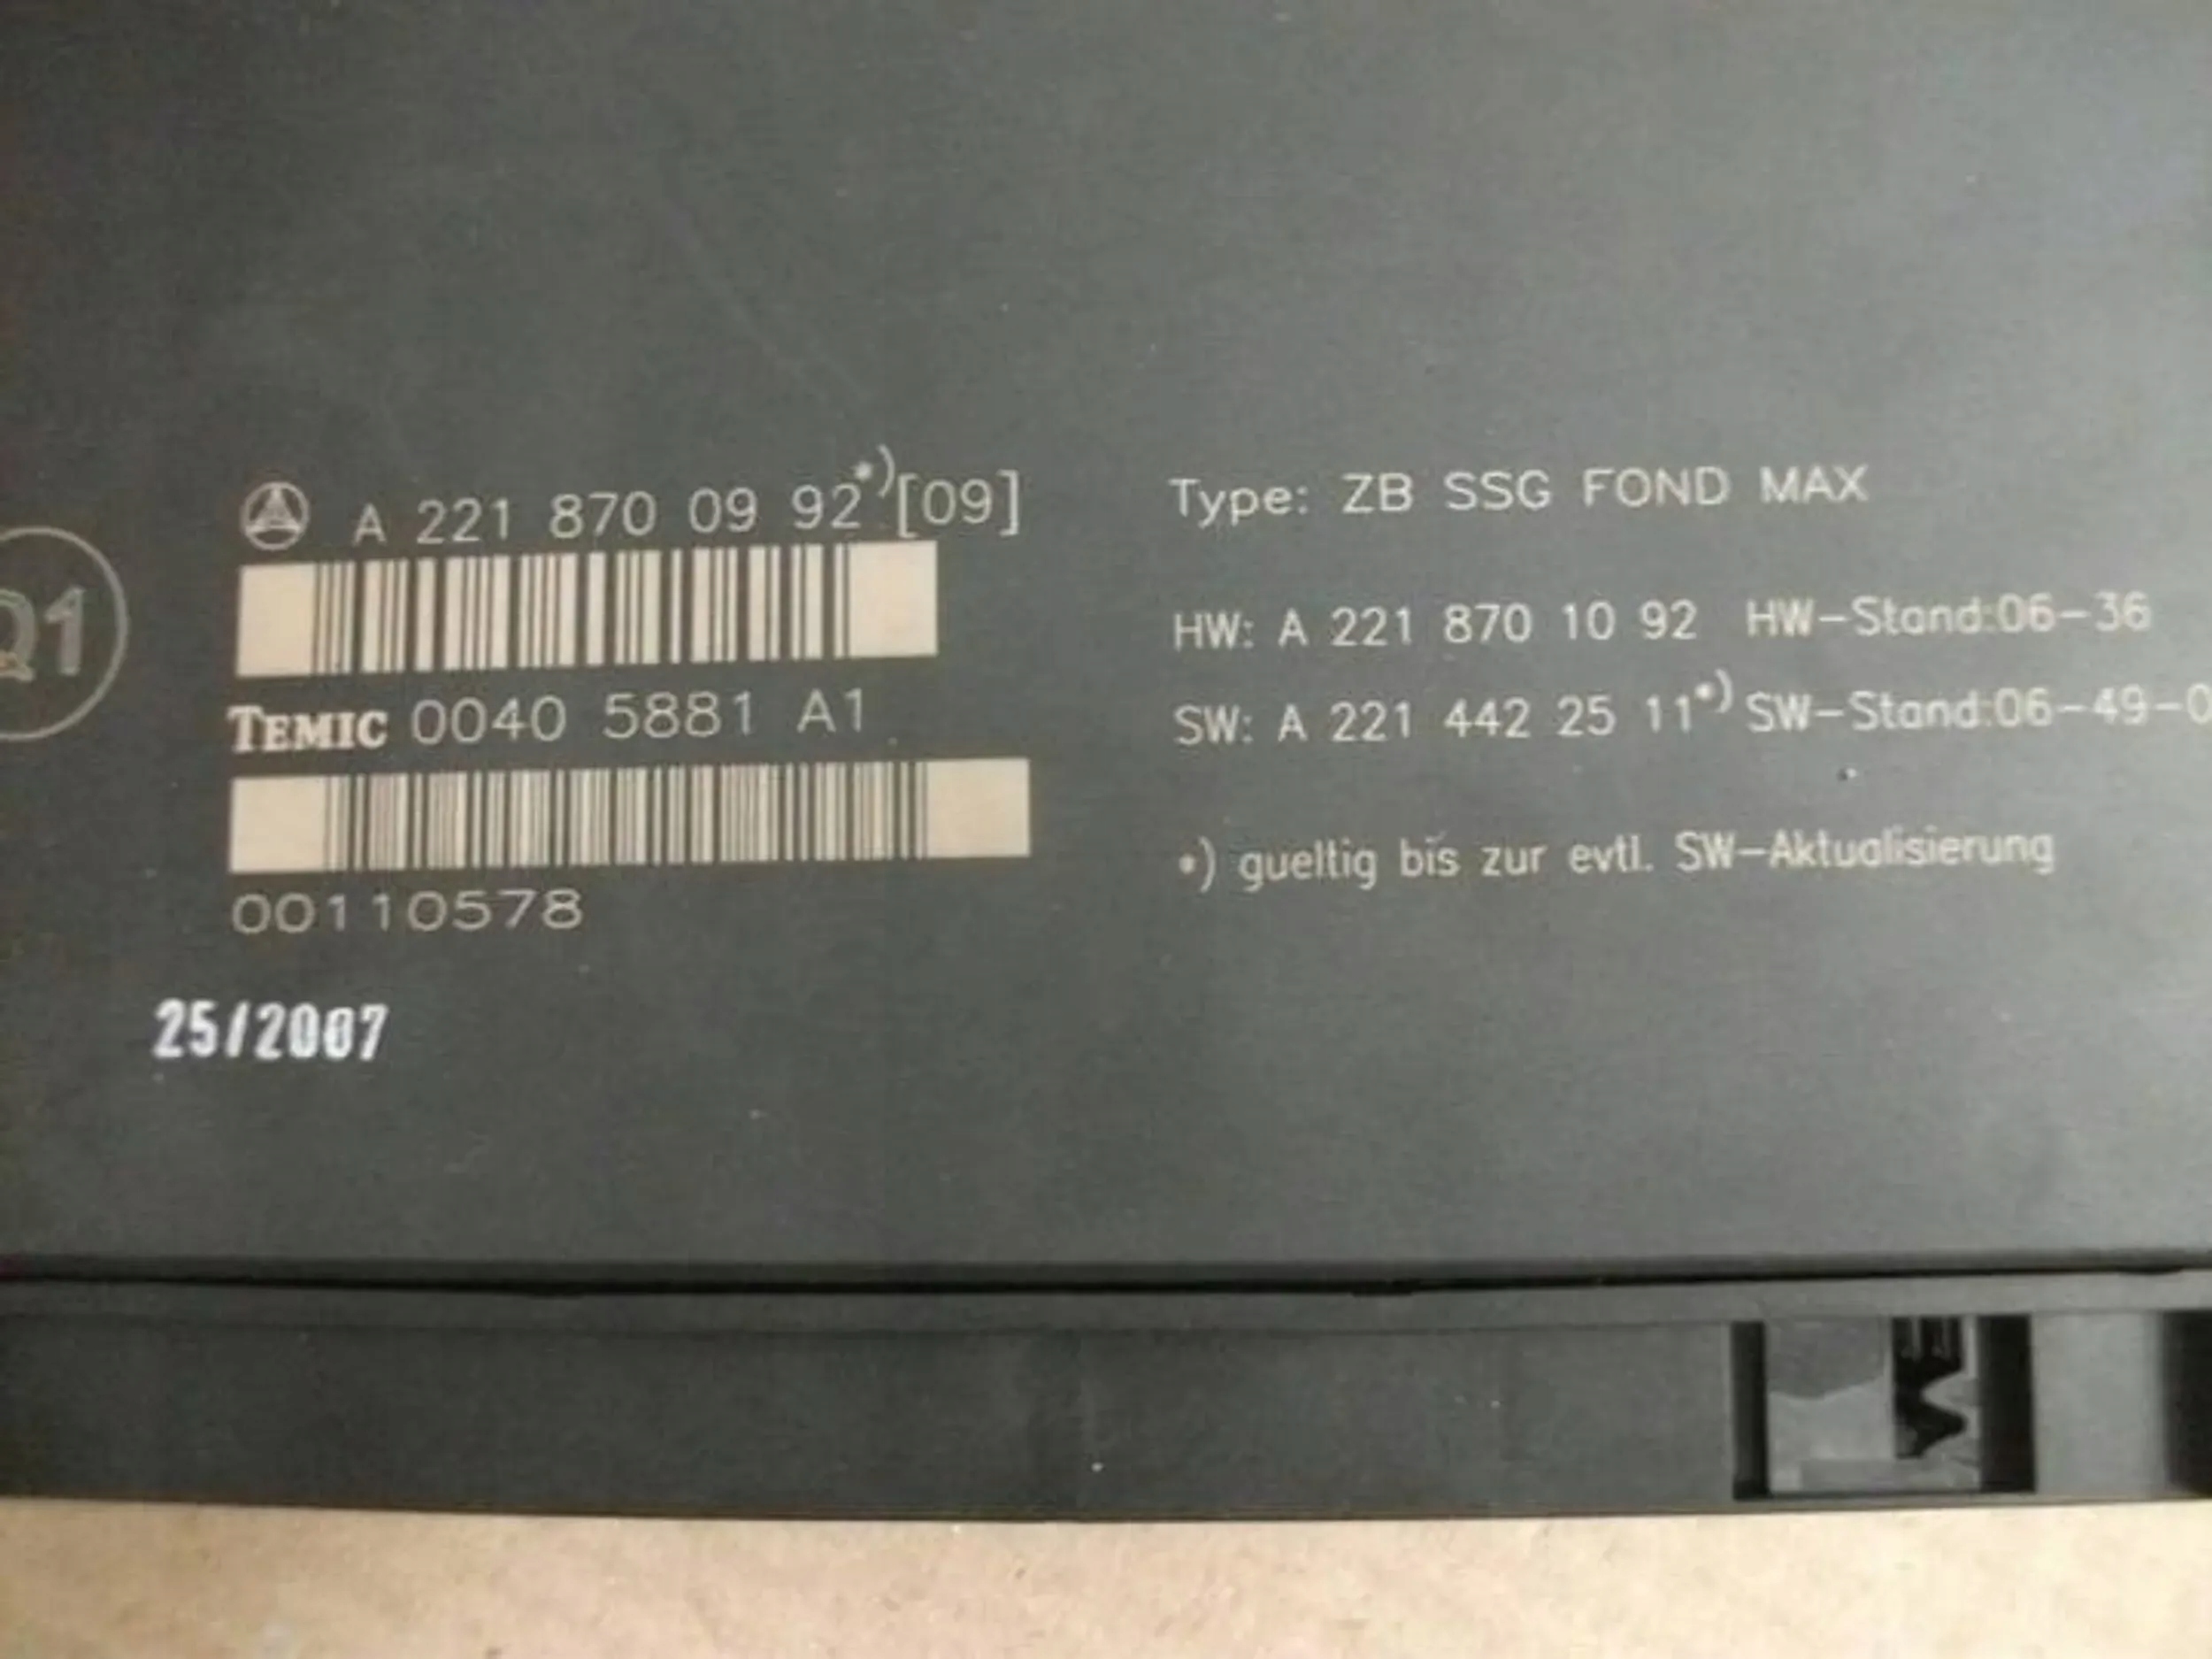 A 221 870 09 92*) [09]
TEMIC 0040 5881 A1
00110578
25/2007
Q1
Type: ZB SSG FOND MAX
HW: A 221 870 10 92 HW-Stand:06-36
SW: A 221 442 25 11*) SW-Stand:06-49-0
*) gueltig bis zur evtl. SW-Aktualisierung